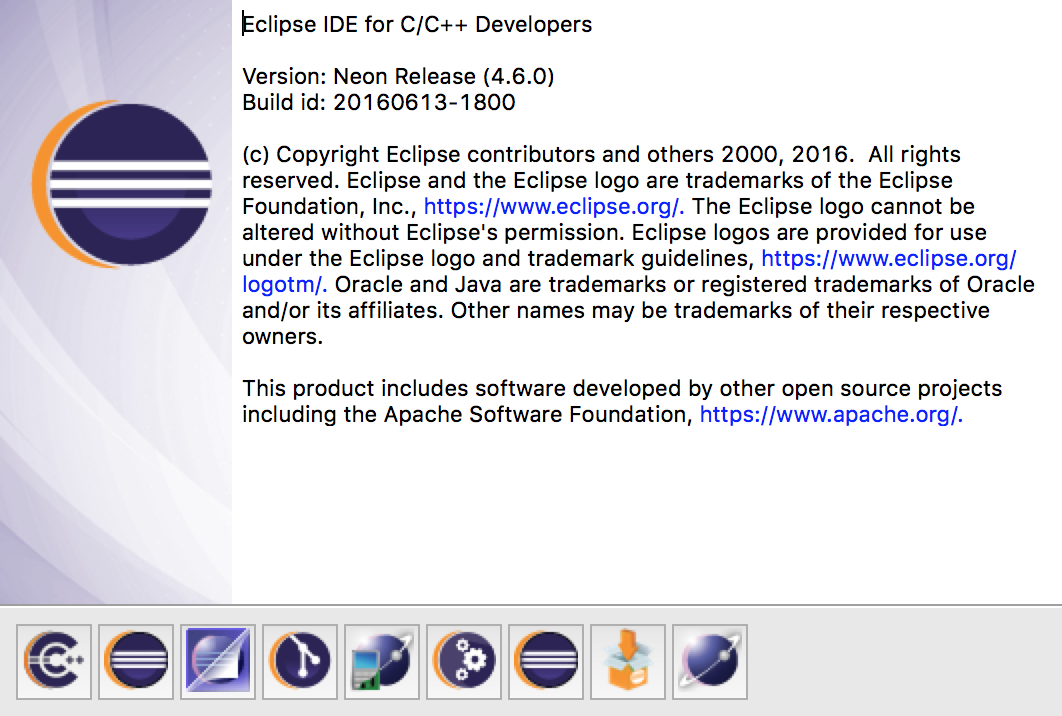 Eclipse IDE for C/C++ Developers
Version: Neon Release (4.6.0)
Build id: 20160613-1800
(c) Copyright Eclipse contributors and others 2000, 2016.  All rights
reserved. Eclipse and the Eclipse logo are trademarks of the Eclipse
Foundation, Inc., https://www.eclipse.org/. The Eclipse logo cannot be
altered without Eclipse's permission. Eclipse logos are provided for use
under the Eclipse logo and trademark guidelines, https://www.eclipse.org/
logotm/. Oracle and Java are trademarks or registered trademarks of Oracle
and/or its affiliates. Other names may be trademarks of their respective
owners.
This product includes software developed by other open source projects
including the Apache Software Foundation, https://www.apache.org/.
C++